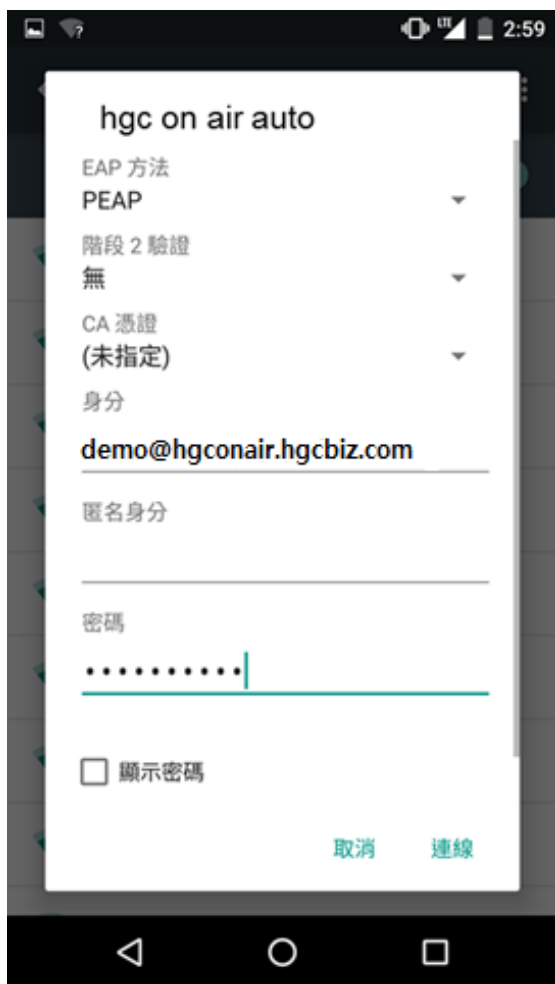 LTE 2:59
hgc on air auto
EAP 方法
PEAP
階段 2 驗證
無
CA 憑證
(未指定)
身分
demo@hgconair.hgcbiz.com
匿名身分
密碼
••••••••••
顯示密碼
取消 連線